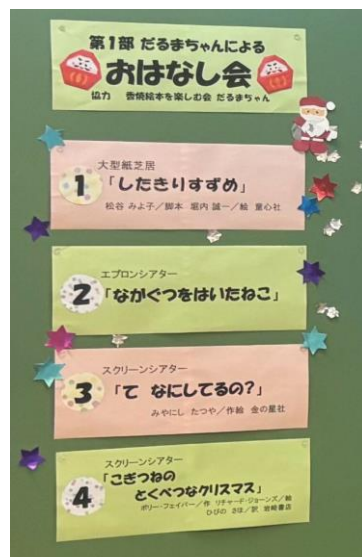 第1部 だるまちゃんによる
おはなし会
協力 香焼絵本を楽しむ会 だるまちゃん
大型紙芝居
1 「したきりすずめ」
松谷 みよ子／脚本 堀内 誠一／絵 童心社
エプロンシアター
2 「ながぐつをはいたねこ」
スクリーンシアター
3 「て なにしてるの?」
みやにし たつや／作絵 金の星社
スクリーンシアター
「こぎつねの
4 とくべつなクリスマス」
ポリー・フェイバー／作 リチャード・ジョーンズ／絵
ひびの さほ／訳 岩崎書店